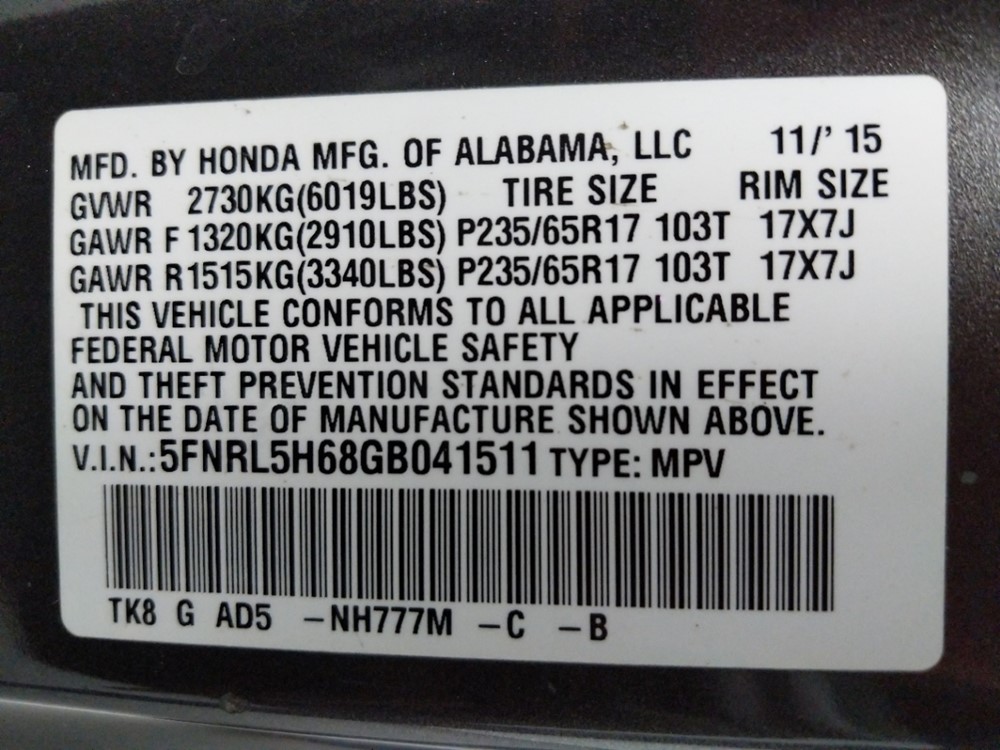 MFD. BY HONDA MFG. OF ALABAMA, LLC 11/' 15
GVWR 2730KG(6019LBS) TIRE SIZE RIM SIZE
GAWR F 1320KG(2910LBS) P235/65R17 103T 17X7J
GAWR R1515KG(3340LBS) P235/65R17 103T 17X7J
THIS VEHICLE CONFORMS TO ALL APPLICABLE
FEDERAL MOTOR VEHICLE SAFETY
AND THEFT PREVENTION STANDARDS IN EFFECT
ON THE DATE OF MANUFACTURE SHOWN ABOVE.
V.I.N.:5FNRL5H68GB041511 TYPE: MPV
TK8 G AD5 –NH777M –C –B